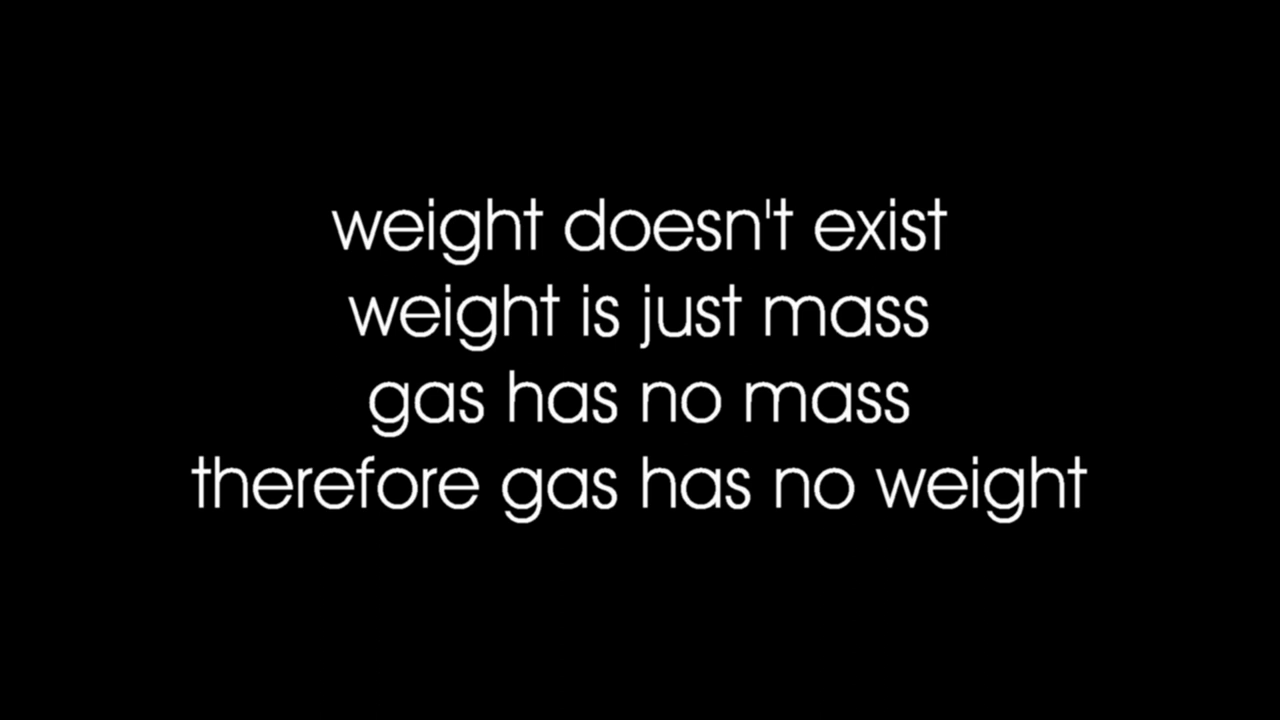 weight doesn't exist
weight is just mass
gas has no mass
therefore gas has no weight